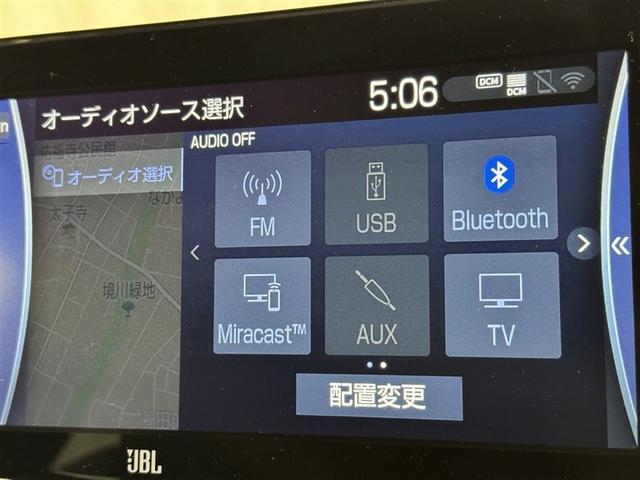 オーディオソース選択
5:06
DCM
DCM
AUDIO OFF
オーディオ選択
太子寺
境川緑地
FM
USB
Bluetooth
Miracast™
AUX
TV
配置変更
JBL